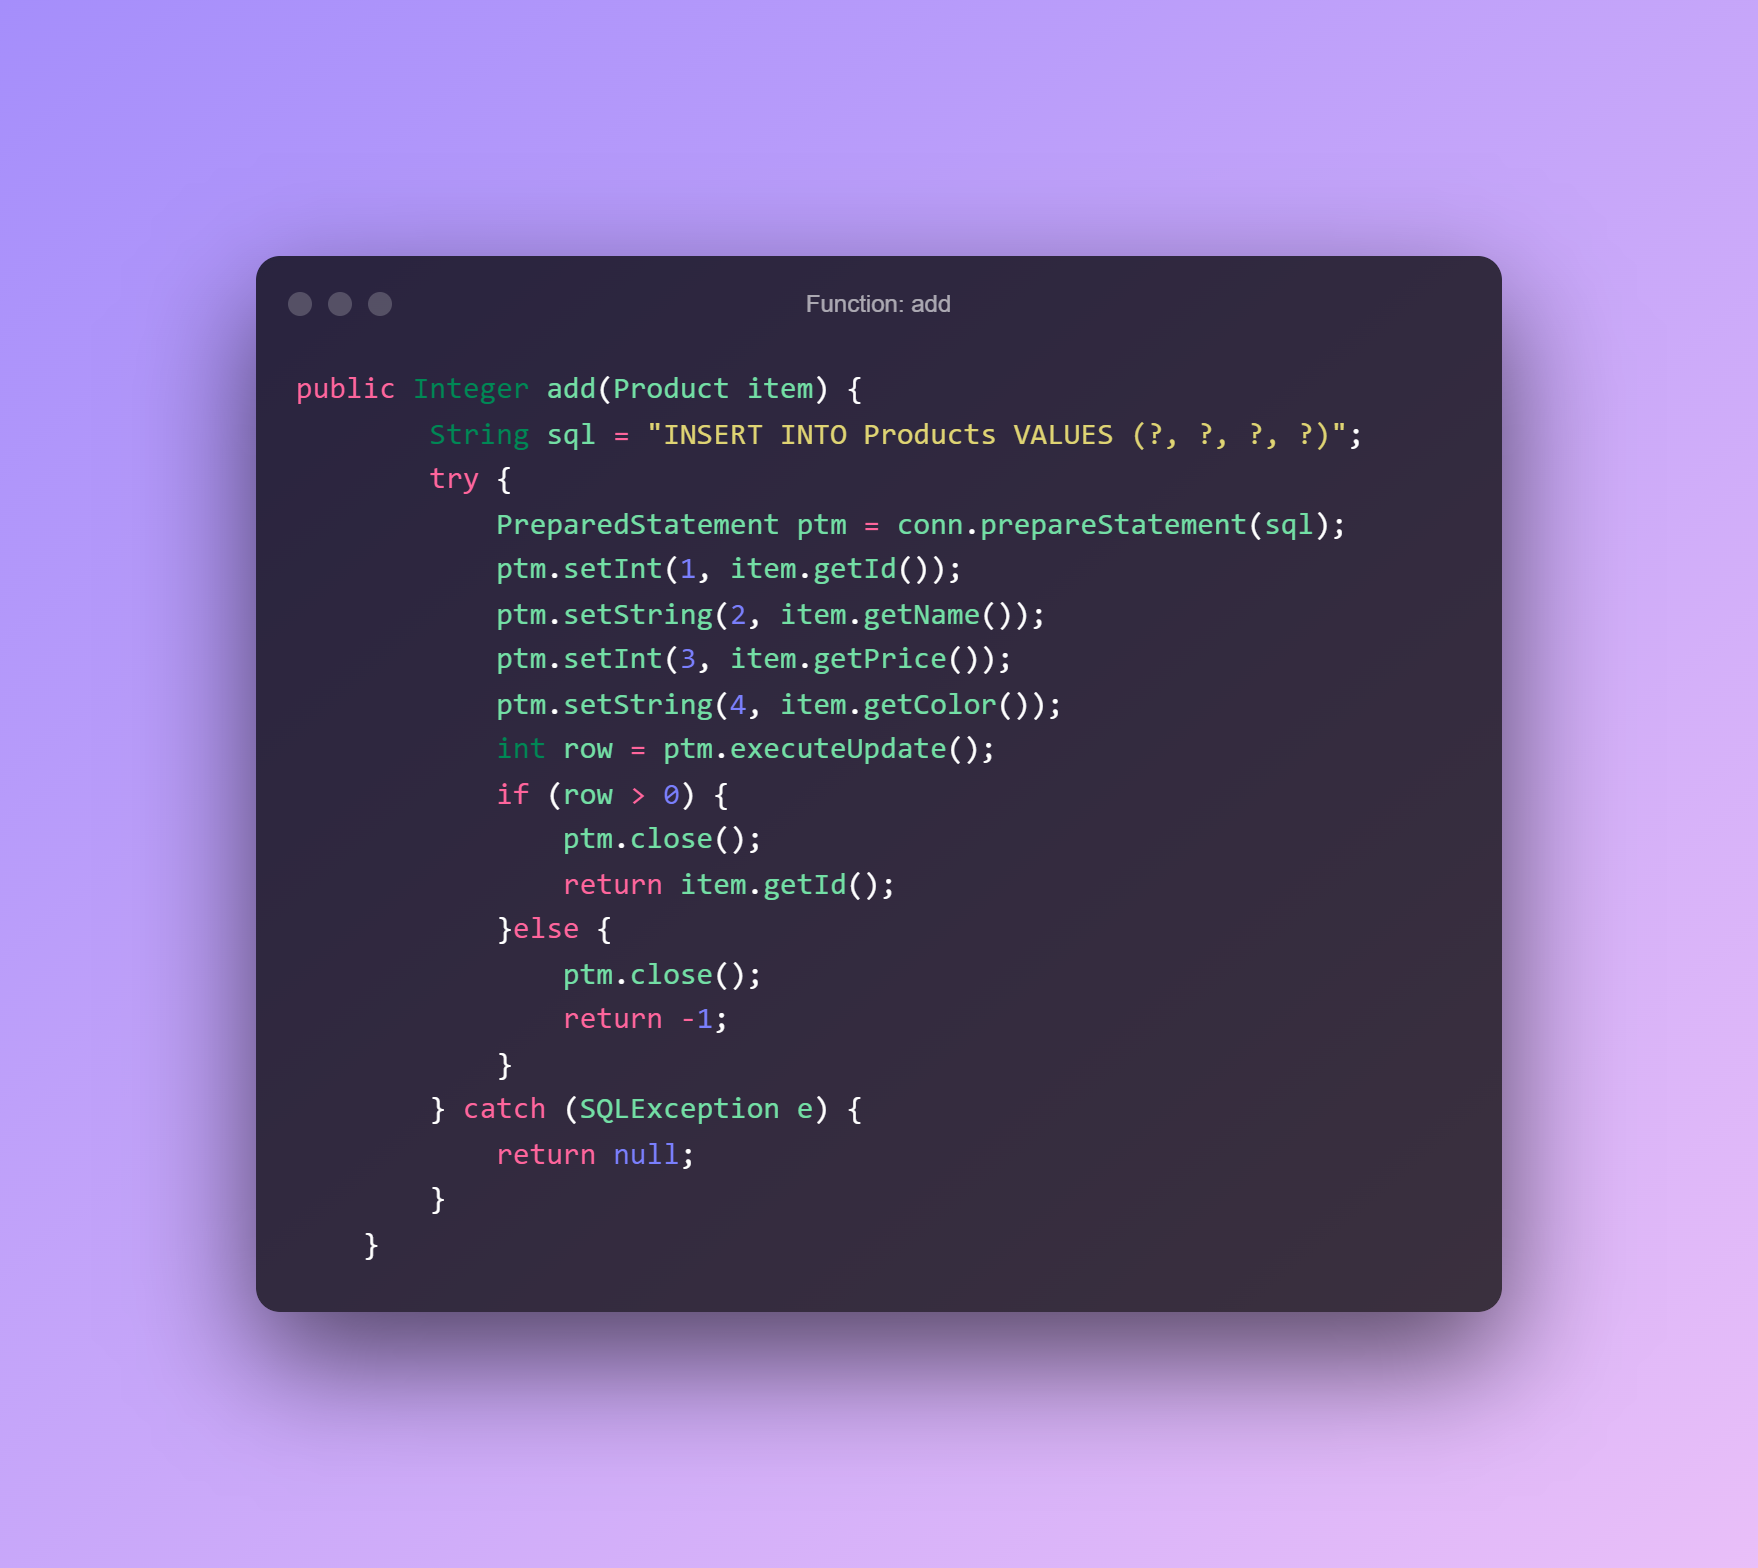 Function: add
public Integer add(Product item) {
        String sql = "INSERT INTO Products VALUES (?, ?, ?, ?)";
        try {
            PreparedStatement ptm = conn.prepareStatement(sql);
            ptm.setInt(1, item.getId());
            ptm.setString(2, item.getName());
            ptm.setInt(3, item.getPrice());
            ptm.setString(4, item.getColor());
            int row = ptm.executeUpdate();
            if (row > 0) {
                ptm.close();
                return item.getId();
            }else {
                ptm.close();
                return -1;
            }
        } catch (SQLException e) {
            return null;
        }
    }